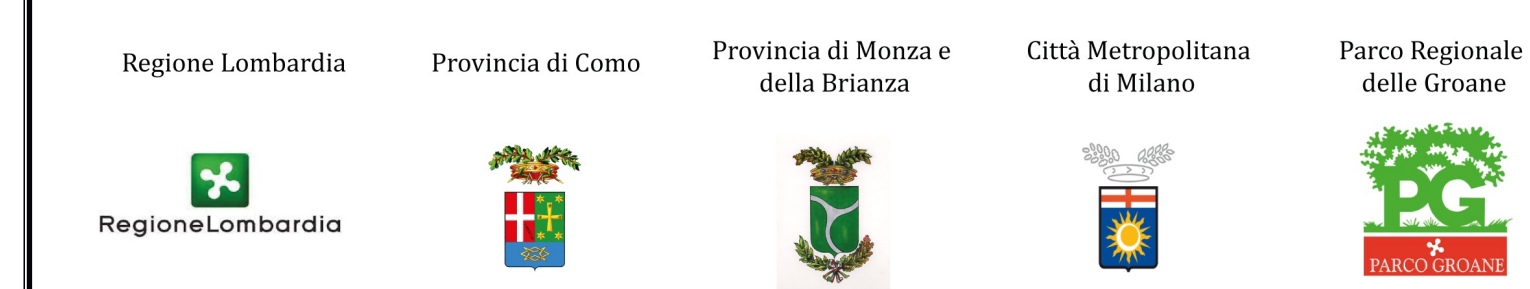 Regione Lombardia
Provincia di Como
Provincia di Monza e
della Brianza
Città Metropolitana
di Milano
Parco Regionale
delle Groane
RegioneLombardia
PG
PARCO GROANE